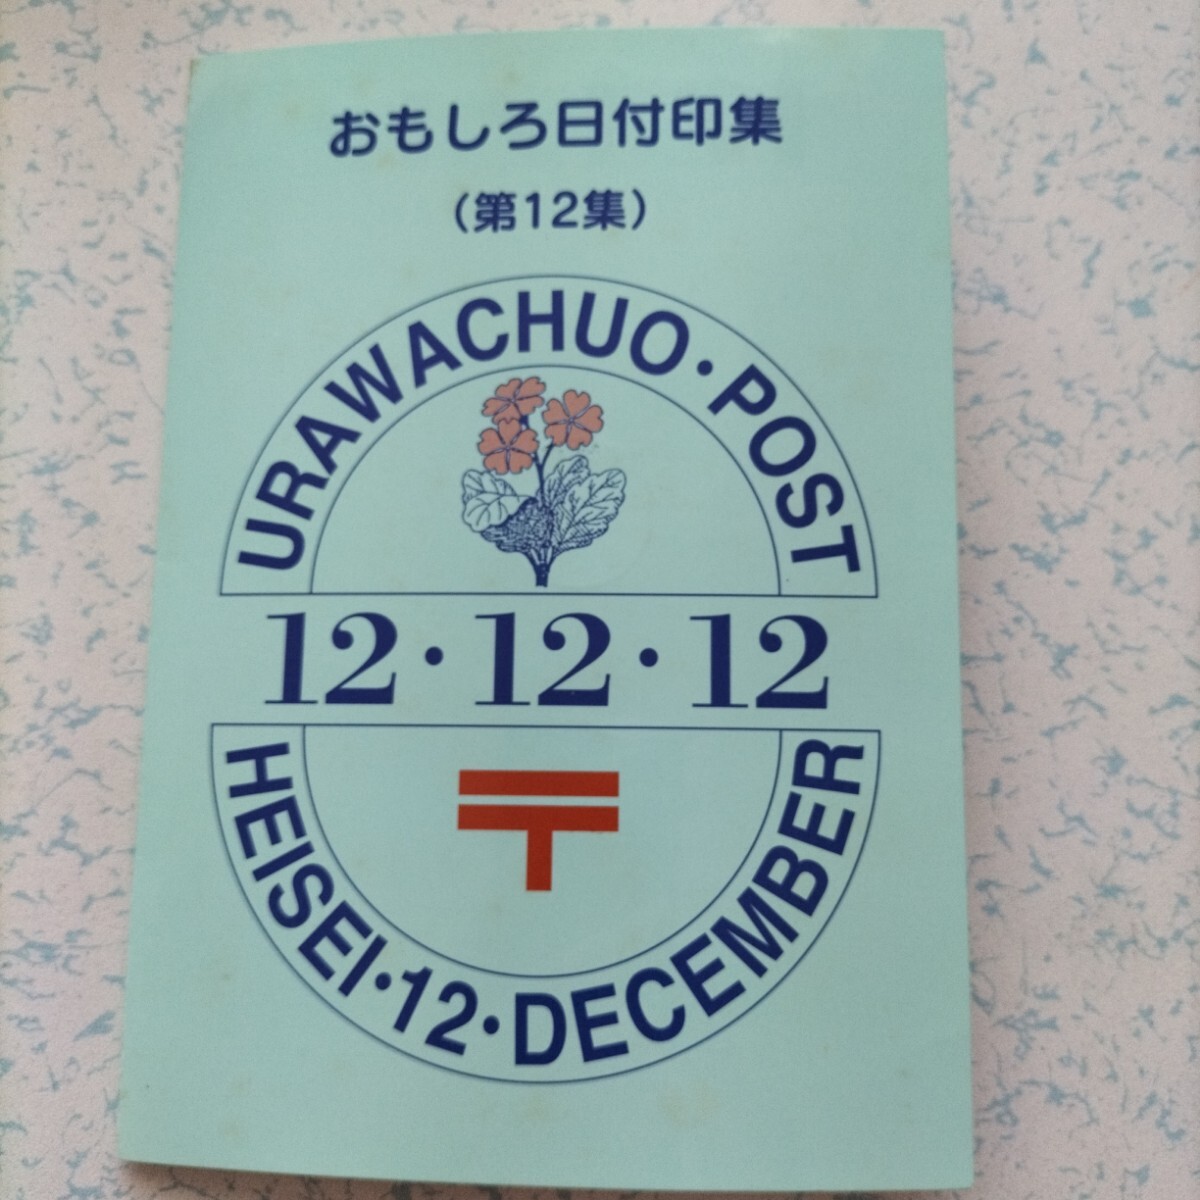 おもしろ日付印集
（第12集）
URAWACHUO・POST
12・12・12
〒
HEISEI・12・DECEMBER